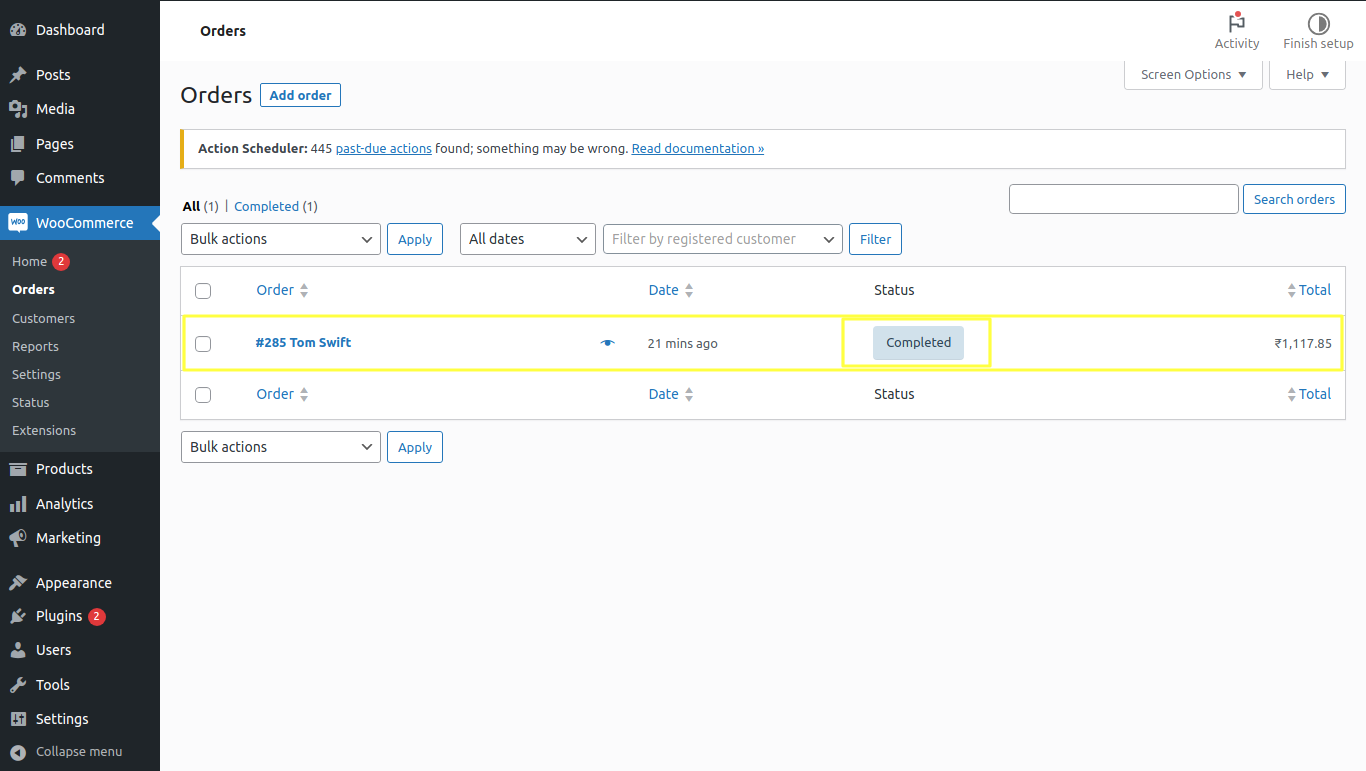 Dashboard
Posts
Media
Pages
Comments
Woo WooCommerce
Home 2
Orders
Customers
Reports
Settings
Status
Extensions
Products
Analytics
Marketing
Appearance
Plugins 2
Users
Tools
Settings
Collapse menu
Orders
Activity
Finish setup
Screen Options
Help
Orders Add order
Action Scheduler: 445 past-due actions found; something may be wrong. Read documentation »
All (1) | Completed (1)
Search orders
Bulk actions Apply All dates Filter by registered customer Filter
Order Date Status Total
#285 Tom Swift 21 mins ago Completed ₹1,117.85
Order Date Status Total
Bulk actions Apply